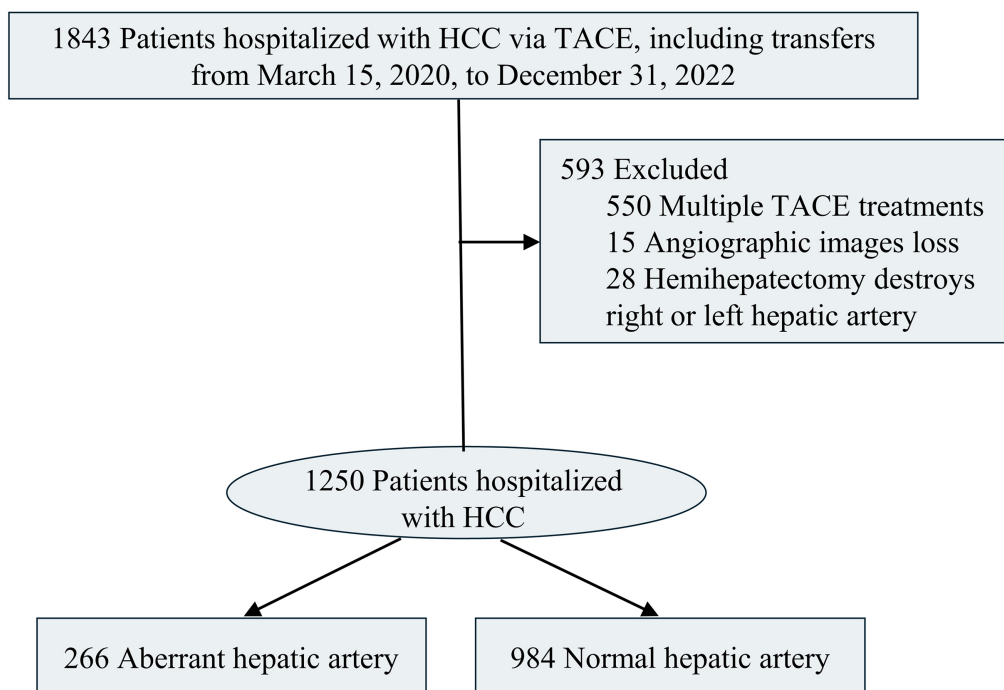 1843 Patients hospitalized with HCC via TACE, including transfers
from March 15, 2020, to December 31, 2022
593 Excluded
550 Multiple TACE treatments
15 Angiographic images loss
28 Hemihepatectomy destroys
right or left hepatic artery
1250 Patients hospitalized
with HCC
266 Aberrant hepatic artery
984 Normal hepatic artery